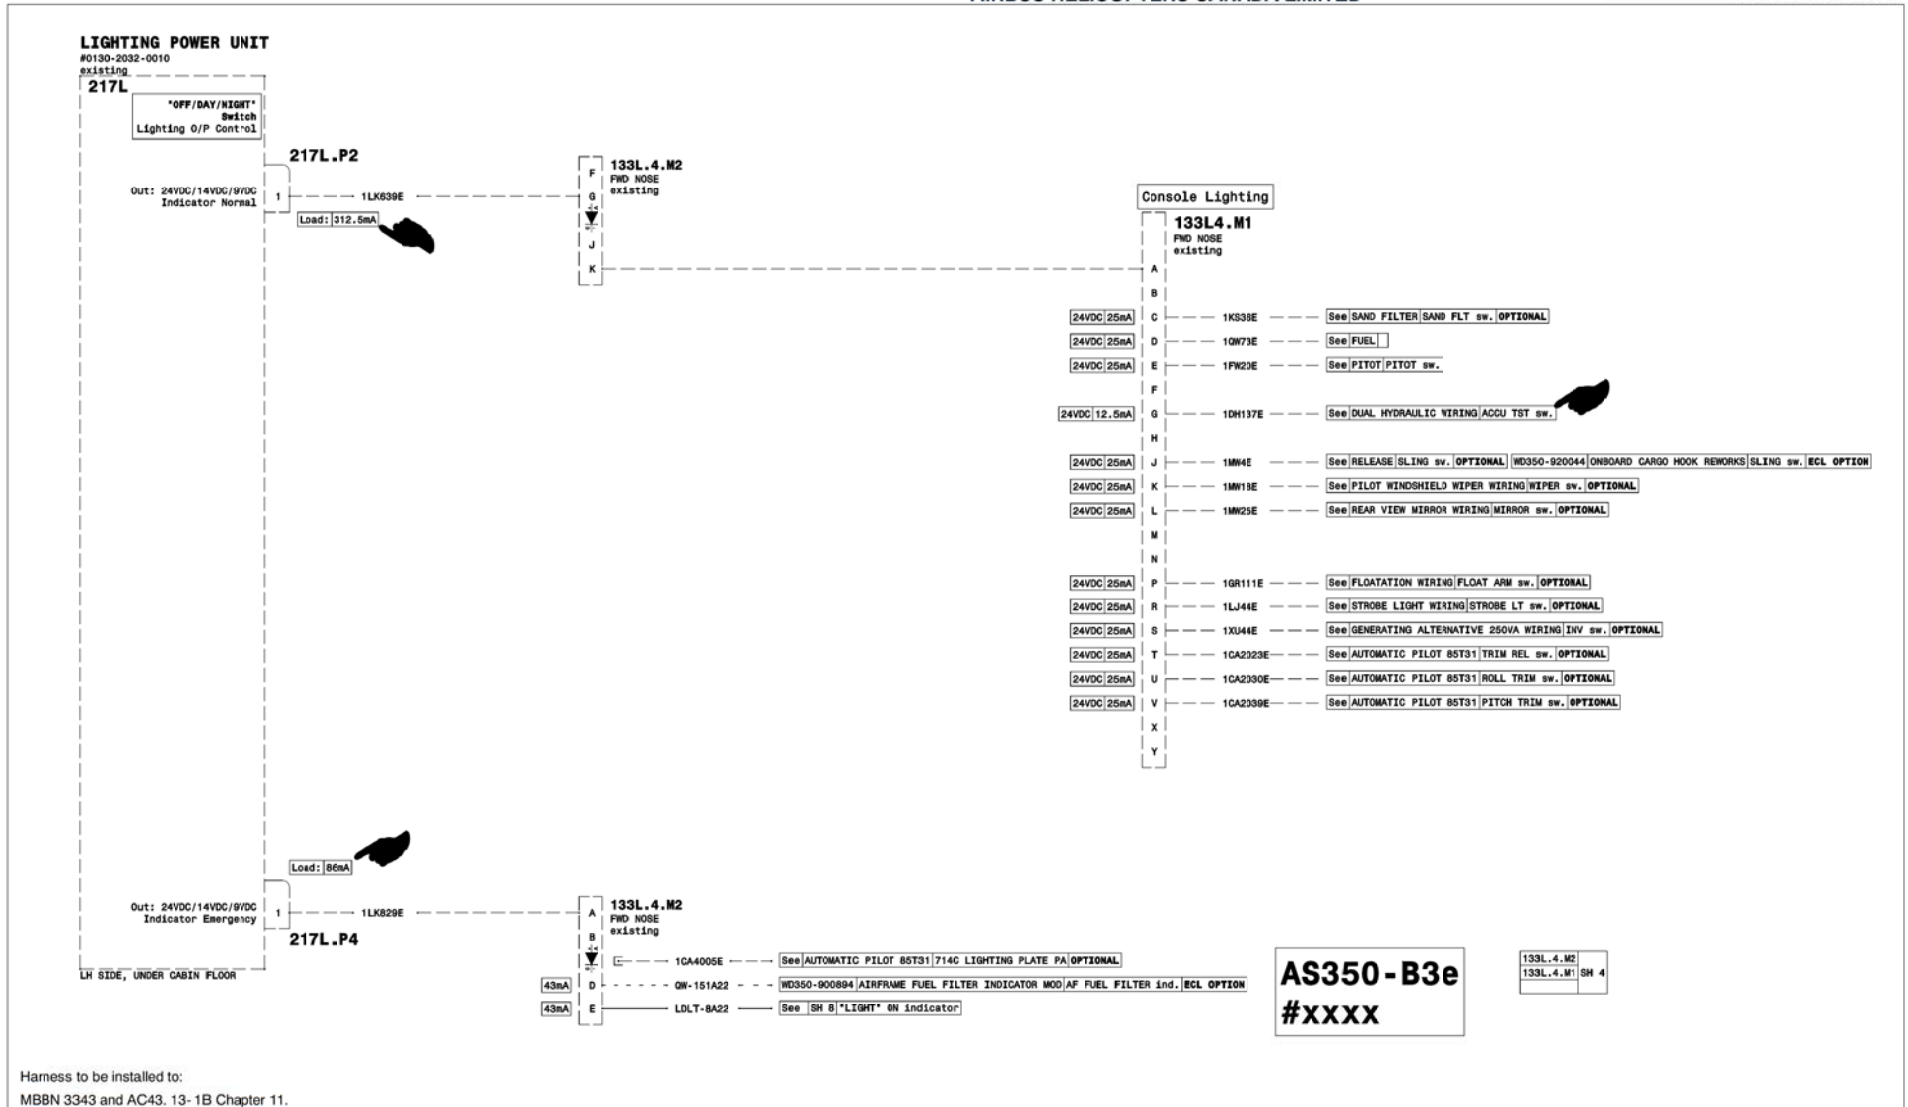 LIGHTING POWER UNIT
#0130-2032-0010
existing
217L
"OFF/DAY/NIGHT"
Switch
Lighting O/P Control
217L.P2
Out: 24VDC/14VDC/9VDC
Indicator Normal
1
1LK639E
Load: 312.5mA
F
G
J
K
133L.4.M2
FWD NOSE
existing
Console Lighting
133L4.M1
FWD NOSE
existing
A
B
24VDC 25mA C 1KS38E See SAND FILTER SAND FLT sw. OPTIONAL
24VDC 25mA D 1QW73E See FUEL
24VDC 25mA E 1FW20E See PITOT PITOT sw.
F
24VDC 12.5mA G 1DH137E See DUAL HYDRAULIC WIRING ACCU TST sw.
H
24VDC 25mA J 1MW4E See RELEASE SLING sw. OPTIONAL WD350-920044 ONBOARD CARGO HOOK REWORKS SLING sw. ECL OPTION
24VDC 25mA K 1MW18E See PILOT WINDSHIELD WIPER WIRING WIPER sw. OPTIONAL
24VDC 25mA L 1MW25E See REAR VIEW MIRROR WIRING MIRROR sw. OPTIONAL
M
N
24VDC 25mA P 1GR111E See FLOATATION WIRING FLOAT ARM sw. OPTIONAL
24VDC 25mA R 1LJ44E See STROBE LIGHT WIRING STROBE LT sw. OPTIONAL
24VDC 25mA S 1XU44E See GENERATING ALTERNATIVE 250VA WIRING INV sw. OPTIONAL
24VDC 25mA T 1CA2023E See AUTOMATIC PILOT 85T31 TRIM REL sw. OPTIONAL
24VDC 25mA U 1CA2030E See AUTOMATIC PILOT 85T31 ROLL TRIM sw. OPTIONAL
24VDC 25mA V 1CA2039E See AUTOMATIC PILOT 85T31 PITCH TRIM sw. OPTIONAL
X
Y
Load: 86mA
Out: 24VDC/14VDC/9VDC
Indicator Emergency
1
1LK829E
217L.P4
LH SIDE, UNDER CABIN FLOOR
A
B
133L.4.M2
FWD NOSE
existing
1CA4005E See AUTOMATIC PILOT 85T31 714C LIGHTING PLATE PA OPTIONAL
43mA D QW-151A22 WD350-900894 AIRFRAME FUEL FILTER INDICATOR MOD AF FUEL FILTER ind. ECL OPTION
43mA E LDLT-8A22 See SH 8 "LIGHT" ON indicator
AS350-B3e
#xxxx
133L.4.M2
133L.4.M1 SH 4
Harness to be installed to:
MBBN 3343 and AC43. 13- 1B Chapter 11.